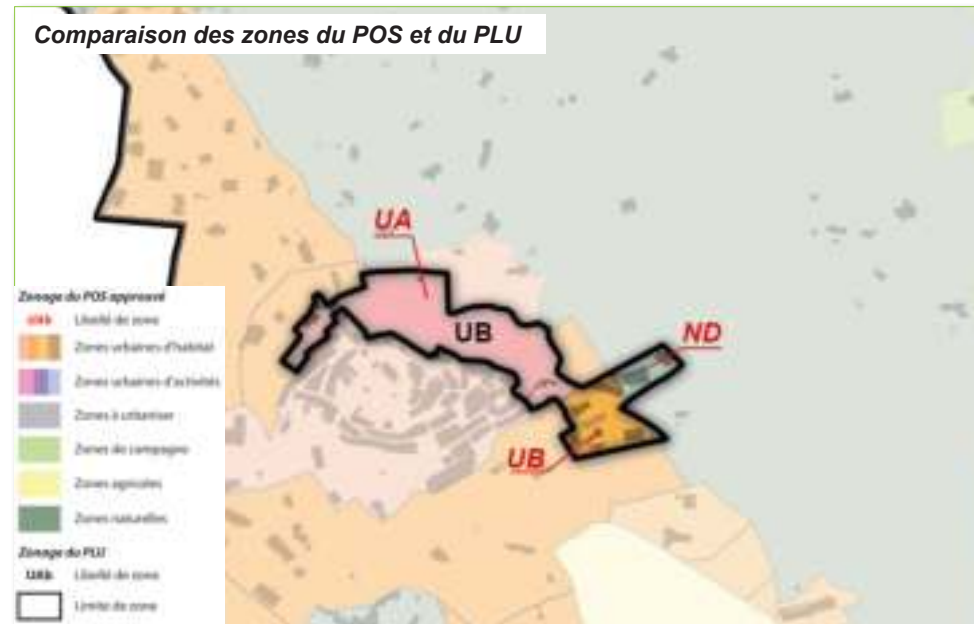 Comparaison des zones du POS et du PLU
UA
UB
ND
UB
Zonage du POS approuvé
UAb Libellé de zone
Zones urbaines d'habitat
Zones urbaines d'activités
Zones à urbaniser
Zones de campagne
Zones agricoles
Zones naturelles
Zonage du PLU
UAb Libellé de zone
Limite de zone